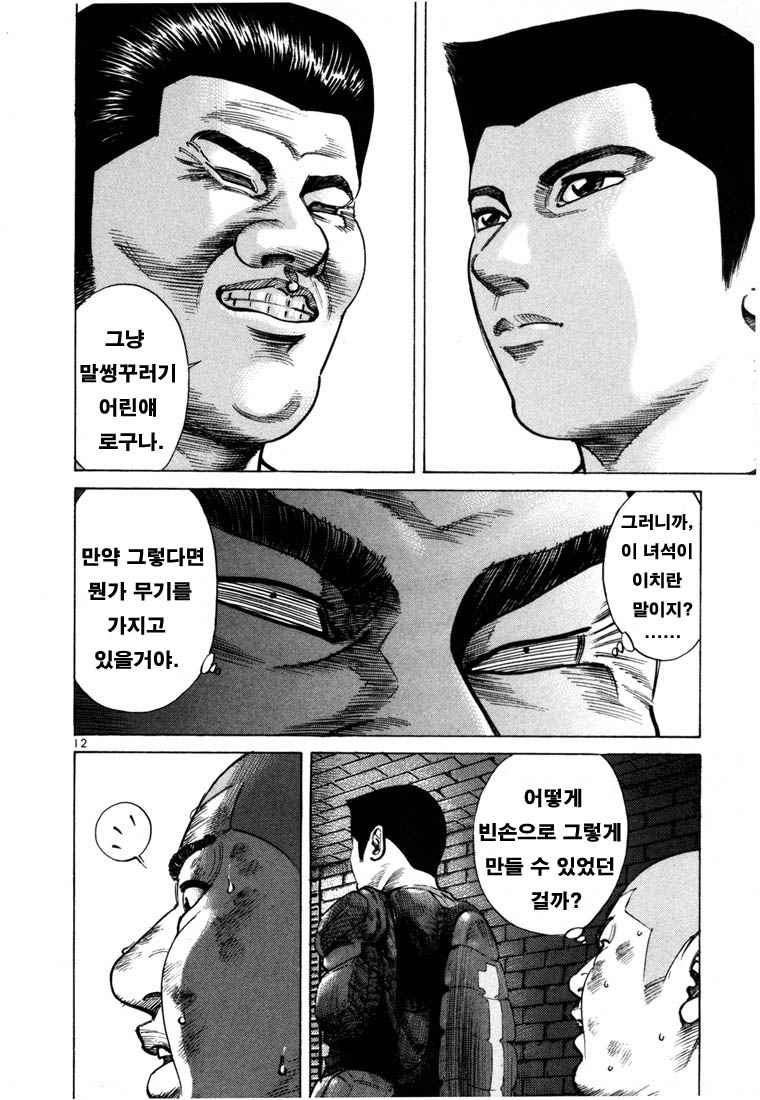 그냥
말썽꾸러기
어린얘
로구나.
그러니까,
이 녀석이
이치란
말이지?
······
만약 그렇다면
뭔가 무기를
가지고
있을거야.
12
어떻게
빈손으로 그렇게
만들 수 있었던
걸까?